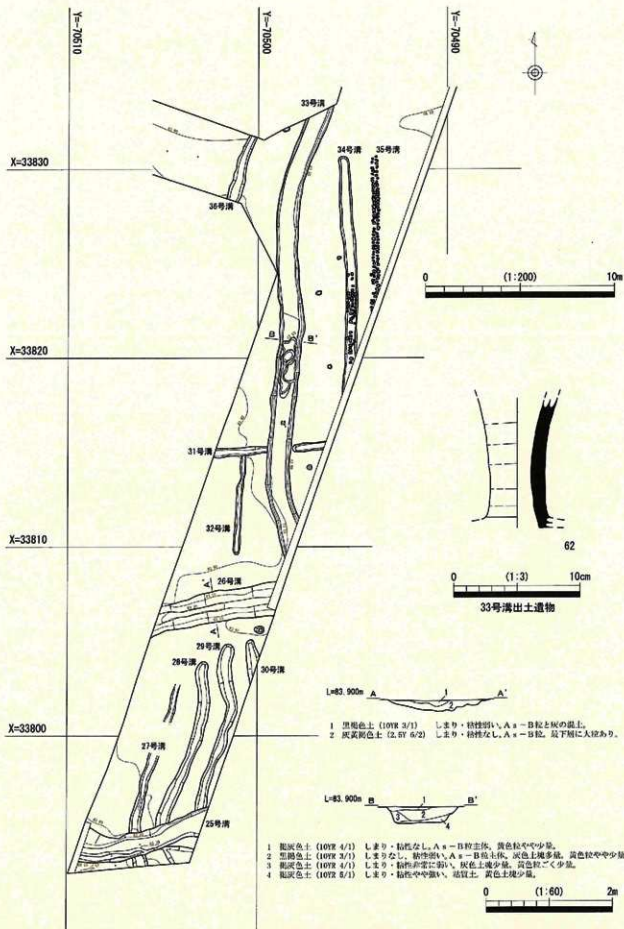 Y=-70510
Y=-70500
Y=-70490
33号溝
34号溝
35号溝
X=33830
36号溝
0 (1:200) 10m
B B'
X=33820
31号溝
32号溝
X=33810
62
0 (1:3) 10cm
33号溝出土遺物
A
26号溝
A'
29号溝
28号溝
30号溝
X=33800
27号溝
25号溝
L=83.900m A A'
1
2
1 黒褐色土 (10YR 3/1) しまり・粘性弱い。As-B粒と灰の混土。
2 灰黄褐色土 (2.5Y 6/2) しまり・粘性なし。As-B粒。最下層に大粒あり。
L=83.900m B B'
1
2
3
4
1 褐灰色土 (10YR 4/1) しまり・粘性なし。As-B粒主体。黄色粒やや少量。
2 黒褐色土 (10YR 3/1) しまりなし、粘性弱い。As-B粒主体。灰色土塊多量、黄色粒やや少量。
3 褐灰色土 (10YR 4/1) しまり・粘性非常に弱い。灰色土塊少量。黄色粒ごく少量。
4 褐灰色土 (10YR 5/1) しまり・粘性やや強い。粘質土。黄色土塊少量。
0 (1:60) 2m